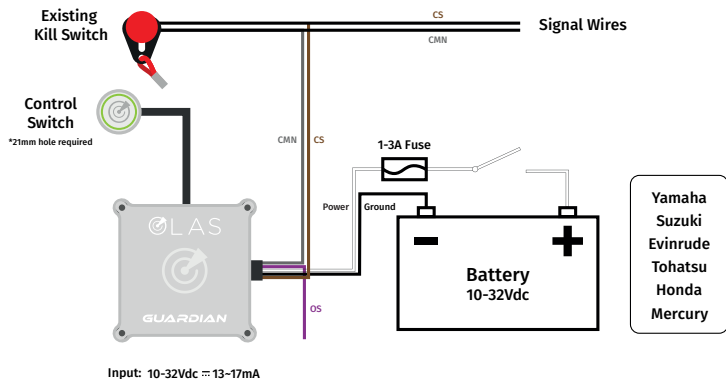 Existing
Kill Switch
CS
CMN
Signal Wires
Control
Switch
*21mm hole required
CMN
CS
1-3A Fuse
Power
Ground
Battery
10-32Vdc
OLAS
GUARDIAN
OS
Yamaha
Suzuki
Evinrude
Tohatsu
Honda
Mercury
Input: 10-32Vdc ⎓ 13~17mA